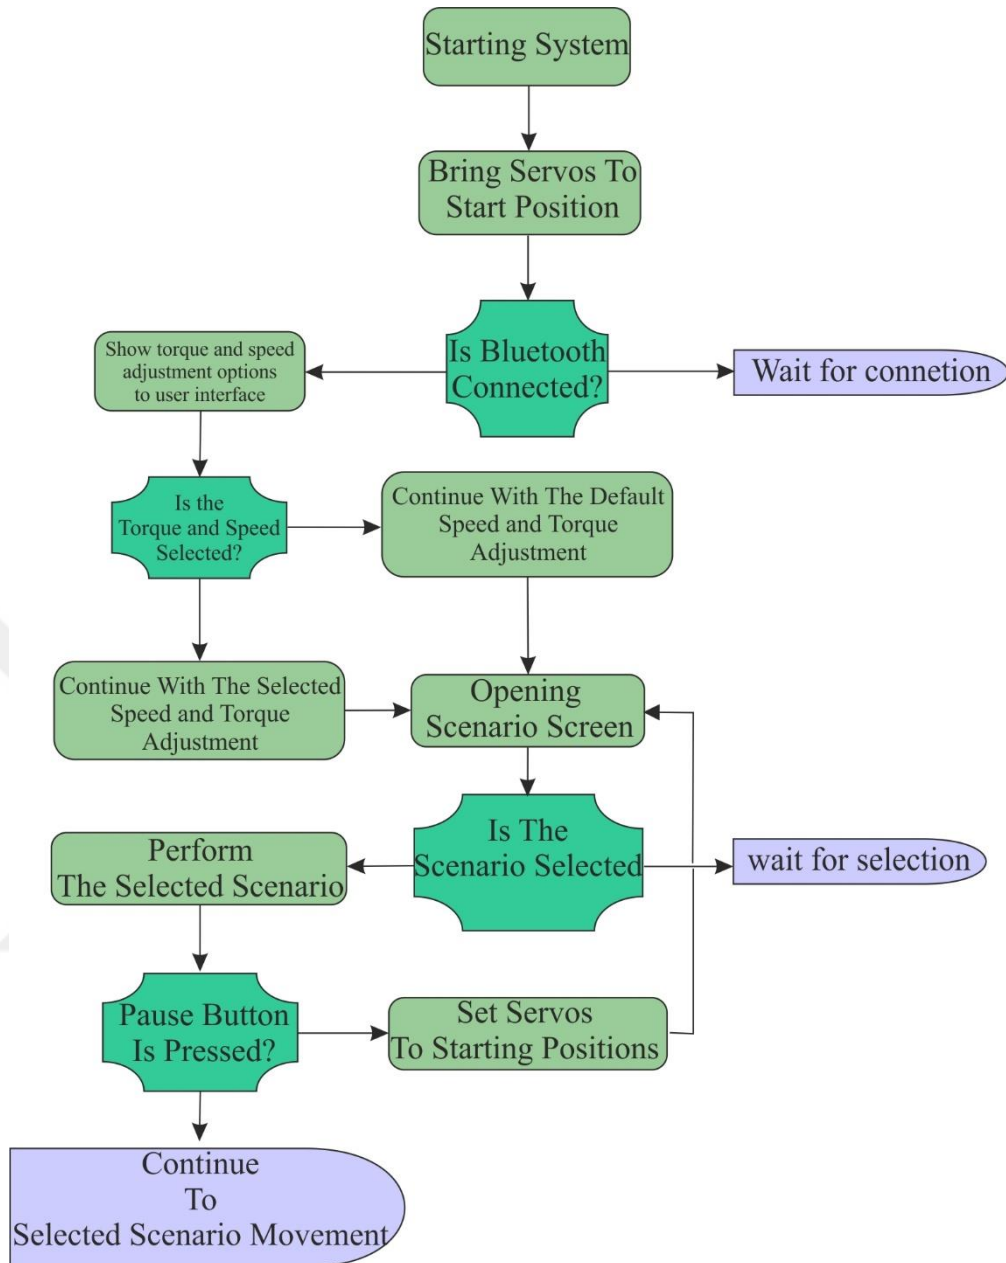 Starting System
Bring Servos To
Start Position
Is Bluetooth
Connected?
Wait for connetion
Show torque and speed
adjustment options
to user interface
Is the
Torque and Speed
Selected?
Continue With The Default
Speed and Torque
Adjustment
Continue With The Selected
Speed and Torque
Adjustment
Opening
Scenario Screen
Is The
Scenario Selected
wait for selection
Perform
The Selected Scenario
Pause Button
Is Pressed?
Set Servos
To Starting Positions
Continue
To
Selected Scenario Movement